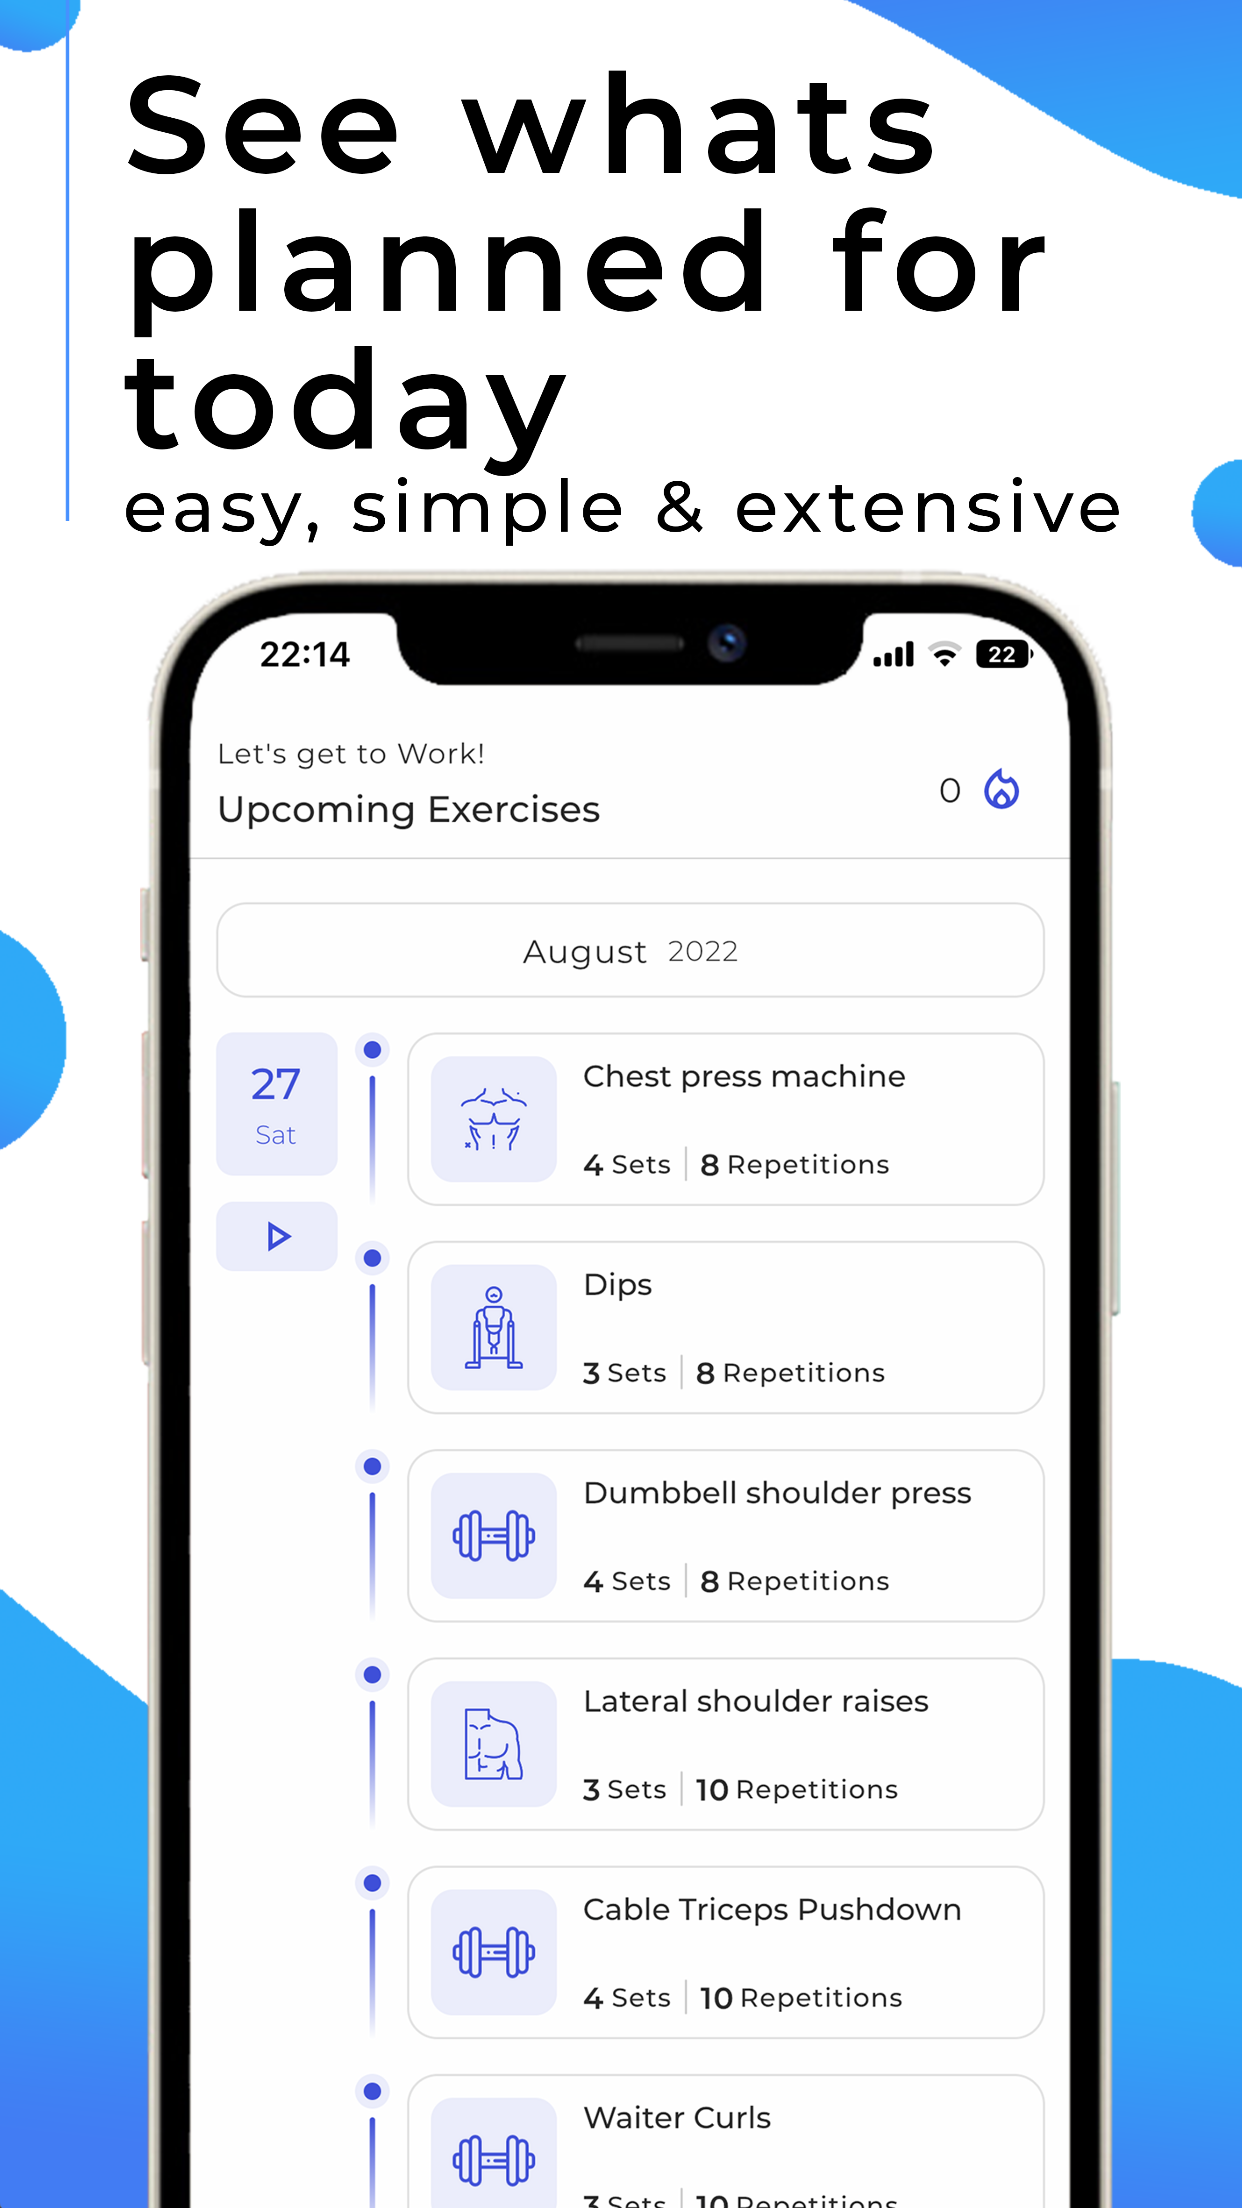 See whats
planned for
today
easy, simple & extensive
22:14
22
Let's get to Work!
Upcoming Exercises
0
August 2022
27
Sat
Chest press machine
4 Sets | 8 Repetitions
Dips
3 Sets | 8 Repetitions
Dumbbell shoulder press
4 Sets | 8 Repetitions
Lateral shoulder raises
3 Sets | 10 Repetitions
Cable Triceps Pushdown
4 Sets | 10 Repetitions
Waiter Curls
3 Sets | 10 Repetitions